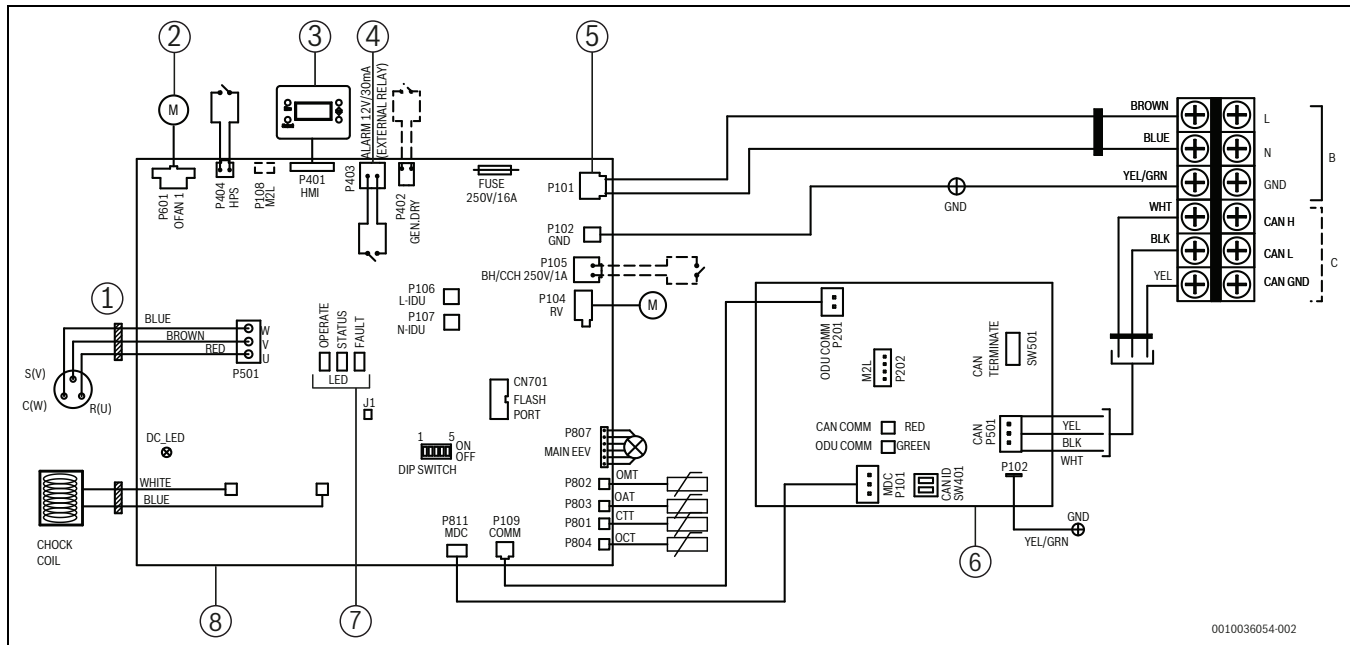 2
3
4
5
M
ALARM 12V/30mA
(EXTERNAL RELAY)
P601
OFAN 1
P404
HPS
P108
M2L
P401
HMI
P403
P402
GEN.DRY
FUSE
250V/16A
P101
P102
GND
P105
BH/CCH 250V/1A
P104
RV
M
P106
L-IDU
P107
N-IDU
1
BLUE
BROWN
RED
W
V
U
P501
S(V)
C(W)
R(U)
OPERATE
STATUS
FAULT
LED
J1
CN701
FLASH
PORT
DC_LED
1 5
ON
OFF
DIP SWITCH
P807
MAIN EEV
P802
OMT
P803
OAT
P801
CTT
P804
OCT
WHITE
BLUE
CHOCK
COIL
P811
MDC
P109
COMM
8
7
BROWN
BLUE
YEL/GRN
GND
WHT
BLK
YEL
L
N
GND
CAN H
CAN L
CAN GND
B
C
ODU COMM
P201
M2L
P202
CAN
TERMINATE
SW501
CAN COMM
RED
ODU COMM
GREEN
CAN
P501
YEL
BLK
WHT
MDC
P101
CAN ID
SW401
P102
GND
YEL/GRN
6
0010036054-002